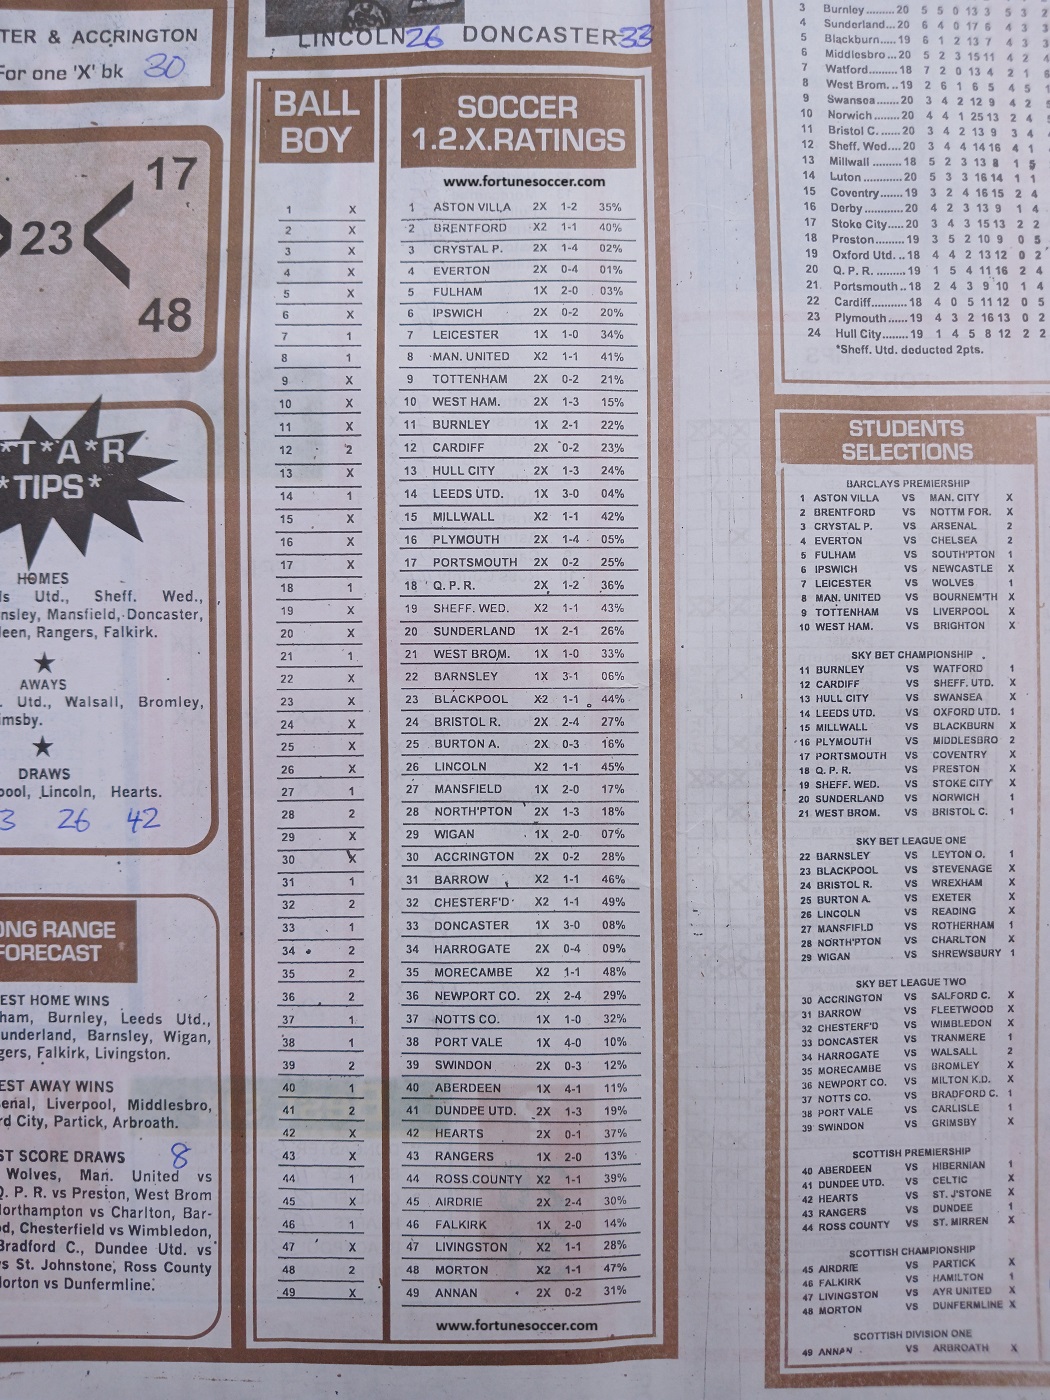 TER & ACCRINGTON
For one 'X' bk 30
17
23
48
*T*A*R
*TIPS*
HOMES
Utd., Sheff. Wed.,
Mansfield, Doncaster,
Rangers, Falkirk.
AWAYS
Utd., Walsall, Bromley,
DRAWS
Lincoln, Hearts.
3 26 42
RANGE
FORECAST
EST HOME WINS
Burnley, Leeds Utd.,
Barnsley, Wigan,
Falkirk, Livingston.
EST AWAY WINS
Liverpool, Middlesbro,
City, Partick, Arbroath.
SCORE DRAWS 8
Wolves, Man. United vs
Q. P. R. vs Preston, West Brom
vs Charlton, Bar-
Chesterfield vs Wimbledon,
Bradford C., Dundee Utd. vs
vs St. Johnstone, Ross County
vs Dunfermline.
LINCOLN 26 DONCASTER 33
BALL
BOY
1 X
2 X
3 X
4 X
5 X
6 X
7 1
8 1
9 X
10 X
11 X
12 2
13 X
14 1
15 X
16 X
17 X
18 1
19 X
20 X
21 1
22 X
23 X
24 X
25 X
26 X
27 1
28 2
29 X
30 X
31 1
32 2
33 1
34 2
35 2
36 2
37 1
38 1
39 2
40 1
41 2
42 X
43 X
44 1
45 X
46 1
47 X
48 2
49 X
SOCCER
1.2.X.RATINGS
www.fortunesoccer.com
1 ASTON VILLA 2X 1-2 35%
2 BRENTFORD X2 1-1 40%
3 CRYSTAL P. 2X 1-4 02%
4 EVERTON 2X 0-4 01%
5 FULHAM 1X 2-0 03%
6 IPSWICH 2X 0-2 20%
7 LEICESTER 1X 1-0 34%
8 MAN. UNITED X2 1-1 41%
9 TOTTENHAM 2X 0-2 21%
10 WEST HAM. 2X 1-3 15%
11 BURNLEY 1X 2-1 22%
12 CARDIFF 2X 0-2 23%
13 HULL CITY 2X 1-3 24%
14 LEEDS UTD. 1X 3-0 04%
15 MILLWALL X2 1-1 42%
16 PLYMOUTH 2X 1-4 05%
17 PORTSMOUTH 2X 0-2 25%
18 Q. P. R. 2X 1-2 36%
19 SHEFF. WED. X2 1-1 43%
20 SUNDERLAND 1X 2-1 26%
21 WEST BROM. 1X 1-0 33%
22 BARNSLEY 1X 3-1 06%
23 BLACKPOOL X2 1-1 44%
24 BRISTOL R. 2X 2-4 27%
25 BURTON A. 2X 0-3 16%
26 LINCOLN X2 1-1 45%
27 MANSFIELD 1X 2-0 17%
28 NORTH'PTON 2X 1-3 18%
29 WIGAN 1X 2-0 07%
30 ACCRINGTON 2X 0-2 28%
31 BARROW X2 1-1 46%
32 CHESTERF'D X2 1-1 49%
33 DONCASTER 1X 3-0 08%
34 HARROGATE 2X 0-4 09%
35 MORECAMBE X2 1-1 48%
36 NEWPORT CO. 2X 2-4 29%
37 NOTTS CO. 1X 1-0 32%
38 PORT VALE 1X 4-0 10%
39 SWINDON 2X 0-3 12%
40 ABERDEEN 1X 4-1 11%
41 DUNDEE UTD. 2X 1-3 19%
42 HEARTS 2X 0-1 37%
43 RANGERS 1X 2-0 13%
44 ROSS COUNTY X2 1-1 39%
45 AIRDRIE 2X 2-4 30%
46 FALKIRK 1X 2-0 14%
47 LIVINGSTON X2 1-1 28%
48 MORTON X2 1-1 47%
49 ANNAN 2X 0-2 31%
www.fortunesoccer.com
3 Burnley 20 5 5 0 13 3 5 3
4 Sunderland 20 6 4 0 17 6 4 3
5 Blackburn 19 6 1 2 13 7 4 3
6 Middlesbro 20 5 2 3 15 11 4 2
7 Watford 18 7 2 0 13 4 2 1
8 West Brom. 19 2 6 1 6 5 4 5
9 Swansea 20 3 4 2 12 9 4 2
10 Norwich 20 4 4 1 25 13 2 4
11 Bristol C. 20 3 4 2 13 9 3 4
12 Sheff. Wed. 20 3 4 4 14 16 4 1
13 Millwall 18 5 2 3 13 8 1 5
14 Luton 20 5 3 3 16 14 1 1
15 Coventry 19 3 2 4 16 15 2 4
16 Derby 20 4 2 3 13 9 1 4
17 Stoke City 20 3 4 3 15 13 2 2
18 Preston 19 3 5 2 10 9 0 5
19 Oxford Utd. 18 4 4 2 13 12 0 2
20 Q. P. R. 19 1 5 4 11 16 2 4
21 Portsmouth 18 2 4 3 9 10 1 4
22 Cardiff 18 4 0 5 11 12 0 5
23 Plymouth 19 4 3 2 16 13 0 2
24 Hull City 19 1 4 5 8 12 2 2
*Sheff. Utd. deducted 2pts.
STUDENTS
SELECTIONS
BARCLAYS PREMIERSHIP
1 ASTON VILLA VS MAN. CITY X
2 BRENTFORD VS NOTTM FOR. X
3 CRYSTAL P. VS ARSENAL 2
4 EVERTON VS CHELSEA 2
5 FULHAM VS SOUTH'PTON 1
6 IPSWICH VS NEWCASTLE X
7 LEICESTER VS WOLVES 1
8 MAN. UNITED VS BOURNEM'TH X
9 TOTTENHAM VS LIVERPOOL X
10 WEST HAM. VS BRIGHTON X
SKY BET CHAMPIONSHIP
11 BURNLEY VS WATFORD 1
12 CARDIFF VS SHEFF. UTD. X
13 HULL CITY VS SWANSEA X
14 LEEDS UTD. VS OXFORD UTD. 1
15 MILLWALL VS BLACKBURN X
16 PLYMOUTH VS MIDDLESBRO 2
17 PORTSMOUTH VS COVENTRY X
18 Q. P. R. VS PRESTON X
19 SHEFF. WED. VS STOKE CITY X
20 SUNDERLAND VS NORWICH 1
21 WEST BROM. VS BRISTOL C. 1
SKY BET LEAGUE ONE
22 BARNSLEY VS LEYTON O. 1
23 BLACKPOOL VS STEVENAGE X
24 BRISTOL R. VS WREXHAM X
25 BURTON A. VS EXETER X
26 LINCOLN VS READING X
27 MANSFIELD VS ROTHERHAM 1
28 NORTH'PTON VS CHARLTON X
29 WIGAN VS SHREWSBURY 1
SKY BET LEAGUE TWO
30 ACCRINGTON VS SALFORD C. X
31 BARROW VS FLEETWOOD X
32 CHESTERF'D VS WIMBLEDON X
33 DONCASTER VS TRANMERE 1
34 HARROGATE VS WALSALL 2
35 MORECAMBE VS BROMLEY X
36 NEWPORT CO. VS MILTON K.D. X
37 NOTTS CO. VS BRADFORD C. 1
38 PORT VALE VS CARLISLE 1
39 SWINDON VS GRIMSBY X
SCOTTISH PREMIERSHIP
40 ABERDEEN VS HIBERNIAN 1
41 DUNDEE UTD. VS CELTIC X
42 HEARTS VS ST. J'STONE X
43 RANGERS VS DUNDEE 1
44 ROSS COUNTY VS ST. MIRREN X
SCOTTISH CHAMPIONSHIP
45 AIRDRIE VS PARTICK X
46 FALKIRK VS HAMILTON 1
47 LIVINGSTON VS AYR UNITED X
48 MORTON VS DUNFERMLINE X
SCOTTISH DIVISION ONE
49 ANNAN VS ARBROATH X